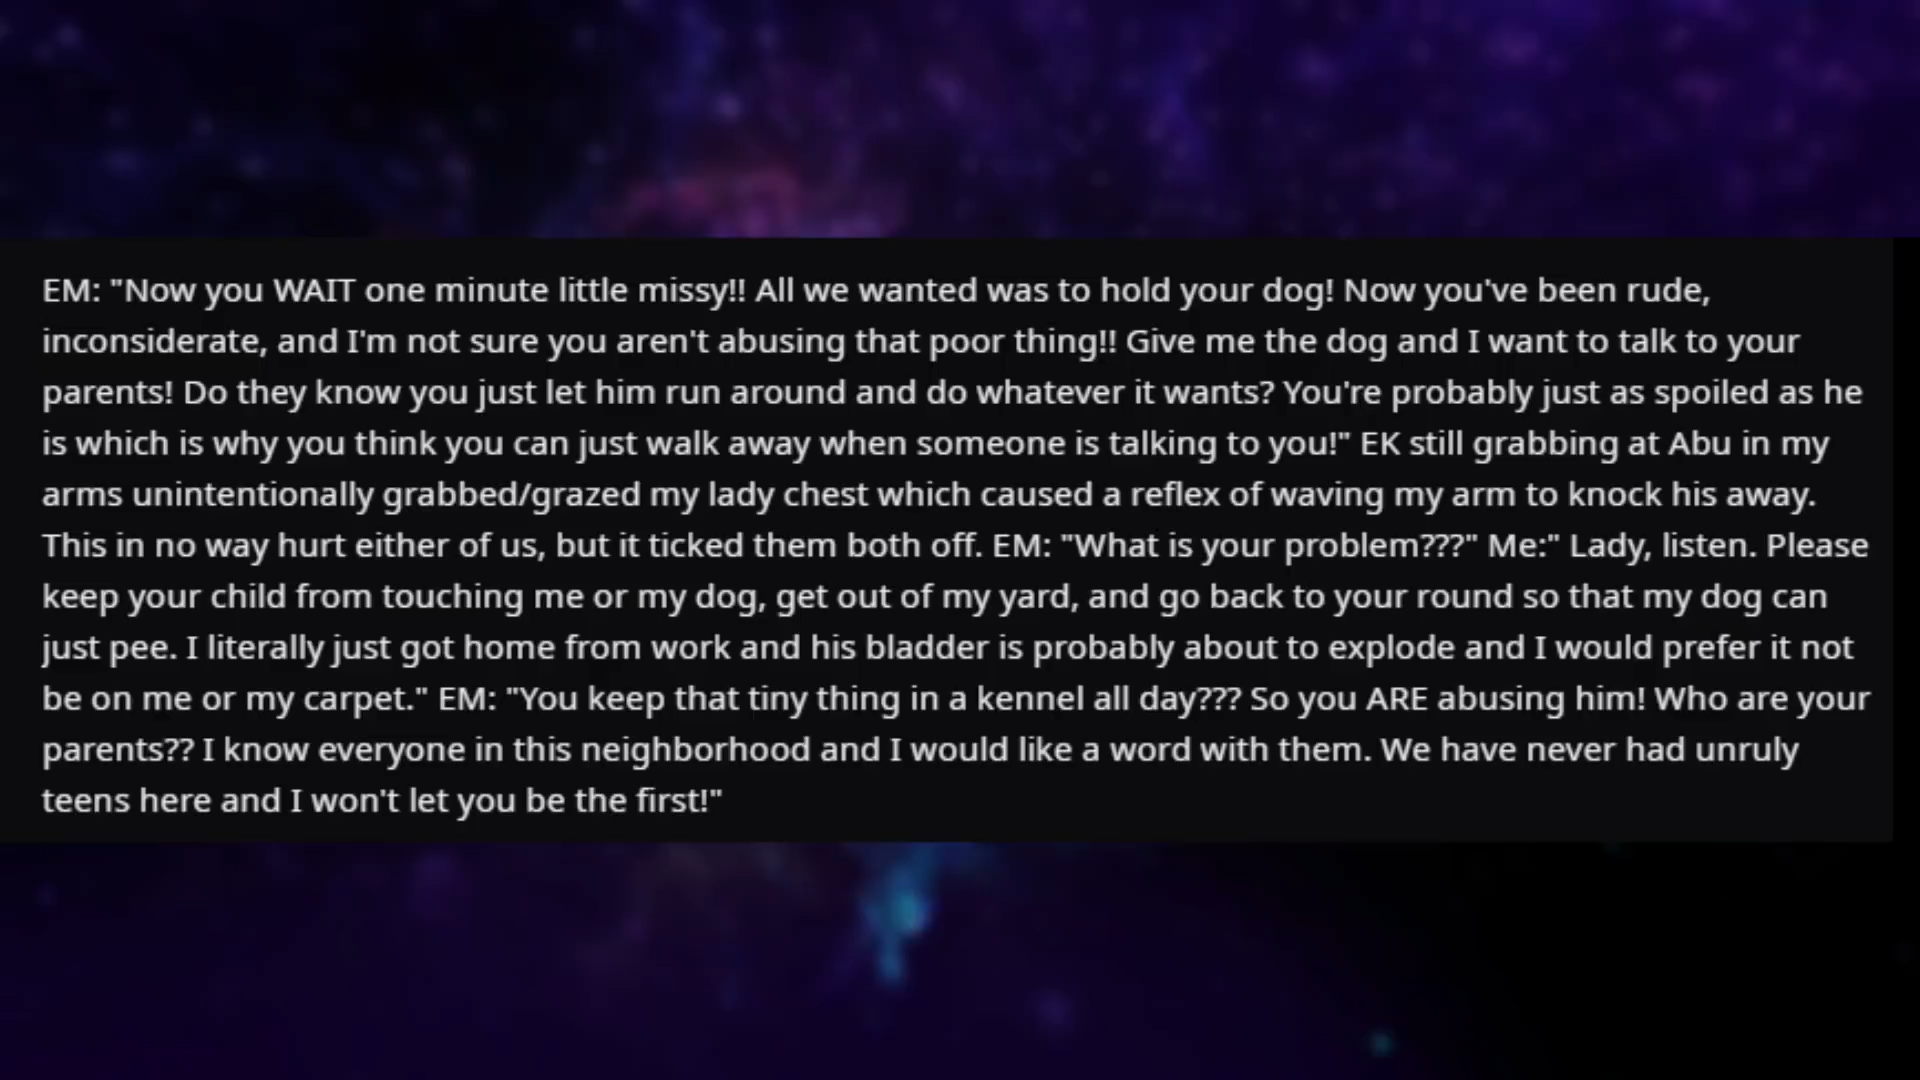 EM: "Now you WAIT one minute little missy!! All we wanted was to hold your dog! Now you've been rude,
inconsiderate, and I'm not sure you aren't abusing that poor thing!! Give me the dog and I want to talk to your
parents! Do they know you just let him run around and do whatever it wants? You're probably just as spoiled as he
is which is why you think you can just walk away when someone is talking to you!" EK still grabbing at Abu in my
arms unintentionally grabbed/grazed my lady chest which caused a reflex of waving my arm to knock his away.
This in no way hurt either of us, but it ticked them both off. EM: "What is your problem???" Me:" Lady, listen. Please
keep your child from touching me or my dog, get out of my yard, and go back to your round so that my dog can
just pee. I literally just got home from work and his bladder is probably about to explode and I would prefer it not
be on me or my carpet." EM: "You keep that tiny thing in a kennel all day??? So you ARE abusing him! Who are your
parents?? I know everyone in this neighborhood and I would like a word with them. We have never had unruly
teens here and I won't let you be the first!"